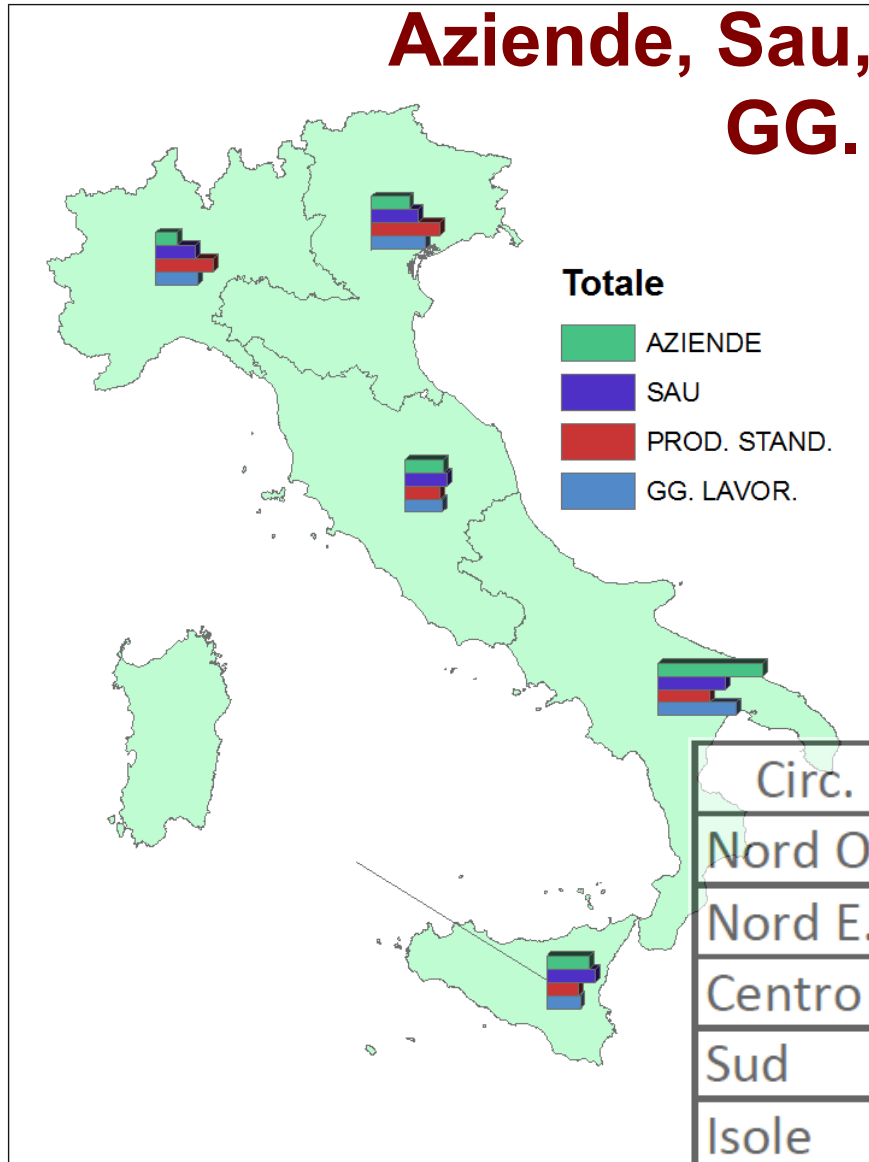 Aziende, Sau,
GG.
Totale
AZIENDE
SAU
PROD. STAND.
GG. LAVOR.
Circ.
Nord O
Nord E.
Centro
Sud
Isole